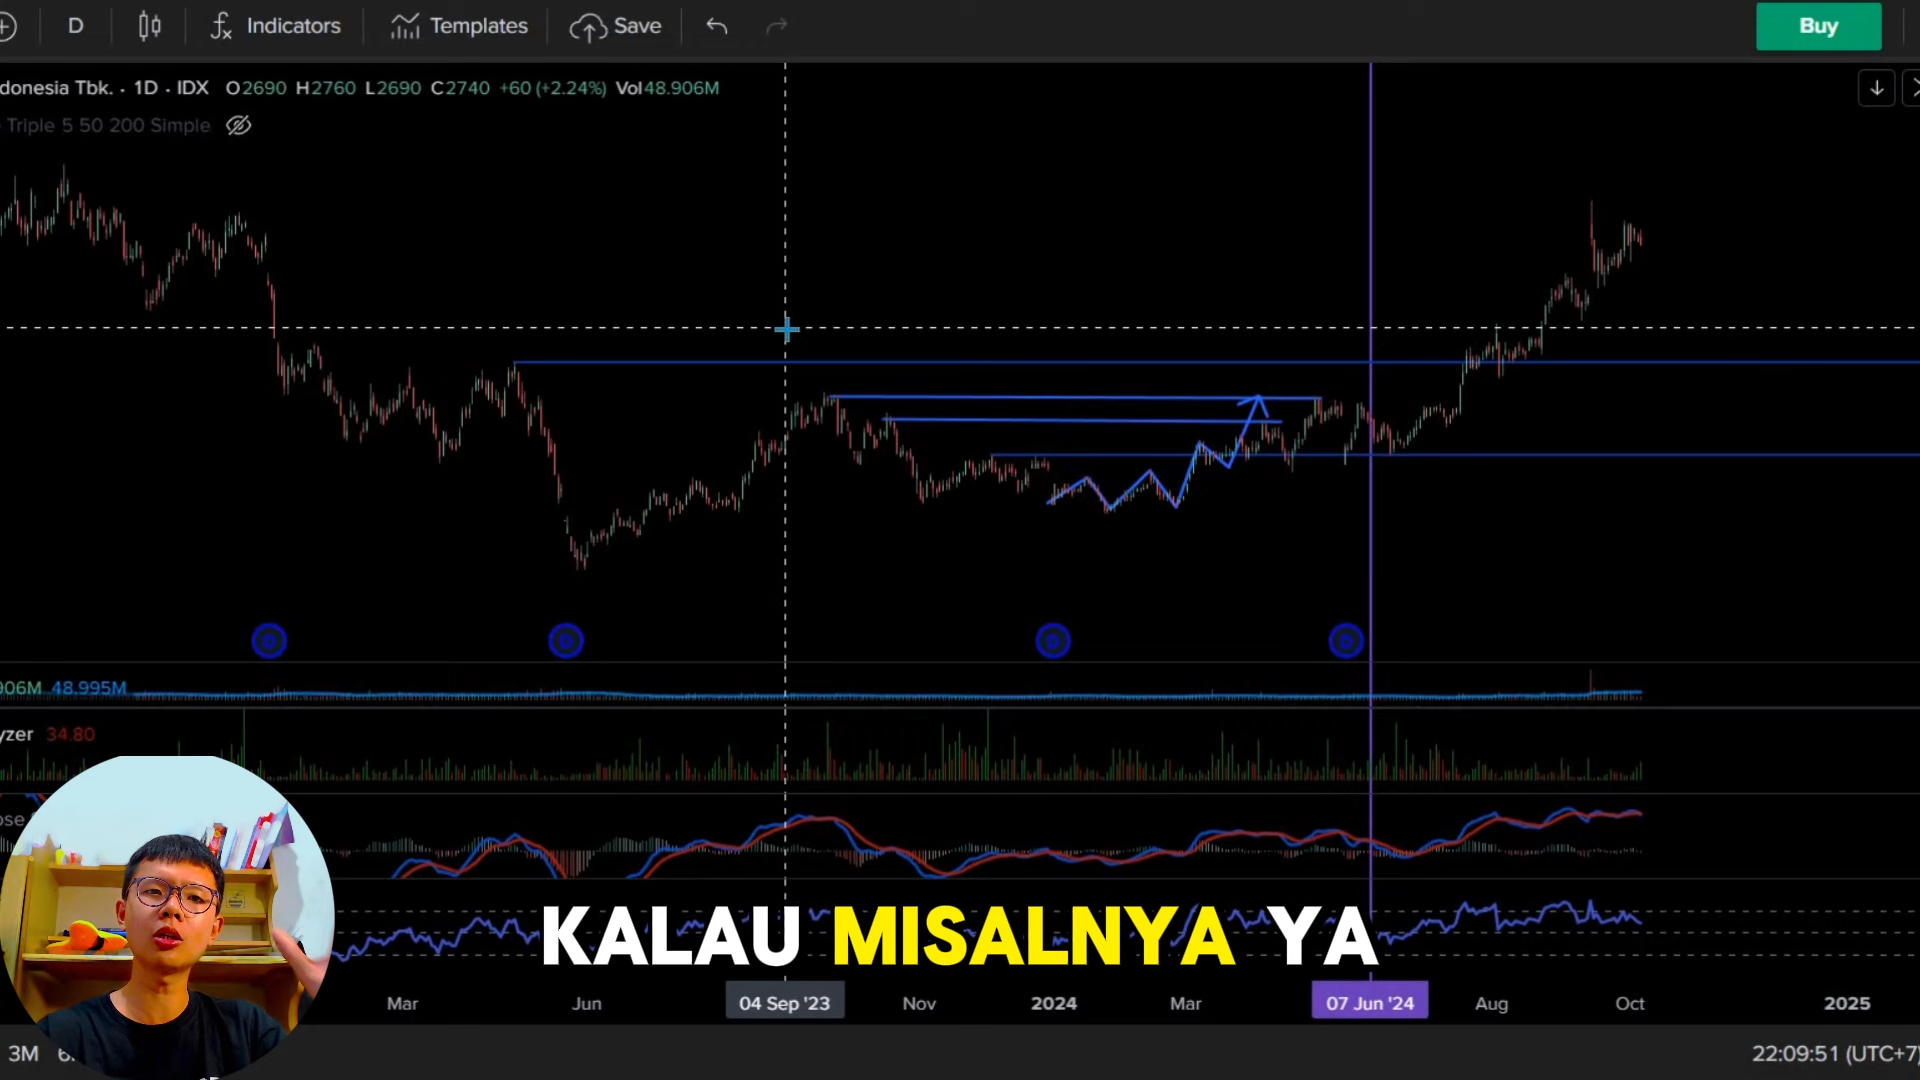 D Indicators Templates Save Buy
donesia Tbk. · 1D · IDX O2690 H2760 L2690 C2740 +60 (+2.24%) Vol48.906M
Triple 5 50 200 Simple
D D D D
906M 48.995M
yzer 34.80
ose
KALAU MISALNYA YA
Mar Jun 04 Sep '23 Nov 2024 Mar 07 Jun '24 Aug Oct 2025
3M 22:09:51 (UTC+7)